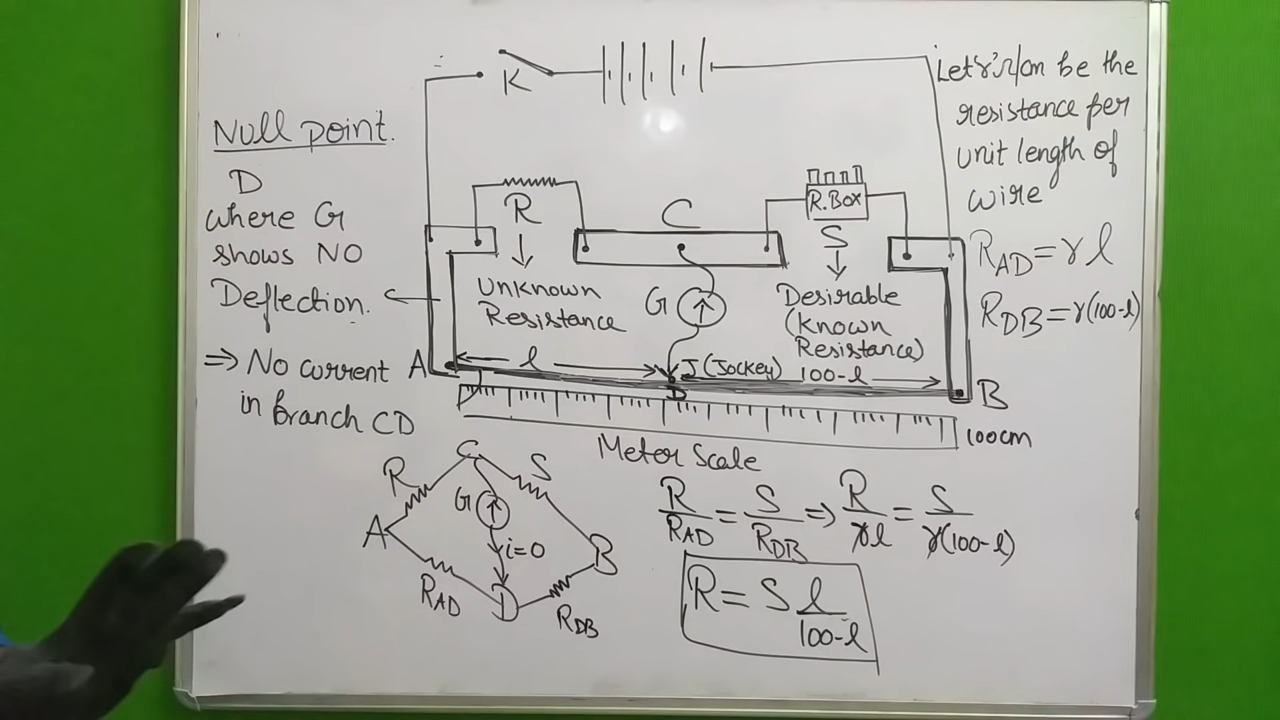 Null point.
D
where G
shows NO
Deflection.
⇒ No current
in branch CD
K
R
Unknown
Resistance
C
G
R.Box
S
Desirable
(Known
Resistance)
A
l
J (Jockey)
100-l
D
B
100cm
Meter Scale
Let 'r' Ω/cm be the
resistance per
unit length of
wire
R_AD = r l
R_DB = r(100-l)
C
R
S
G
A
i=0
B
R_AD
D
R_DB
R/R_AD = S/R_DB ⇒ R/rl = S/r(100-l)
R = S l/100-l